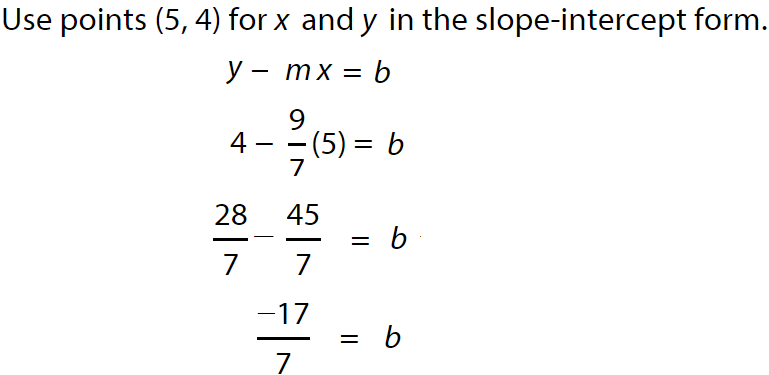 Use points (5, 4) for x and y in the slope-intercept form.
y − mx = b
4 − 9/7 (5) = b
28/7 − 45/7 = b
−17/7 = b